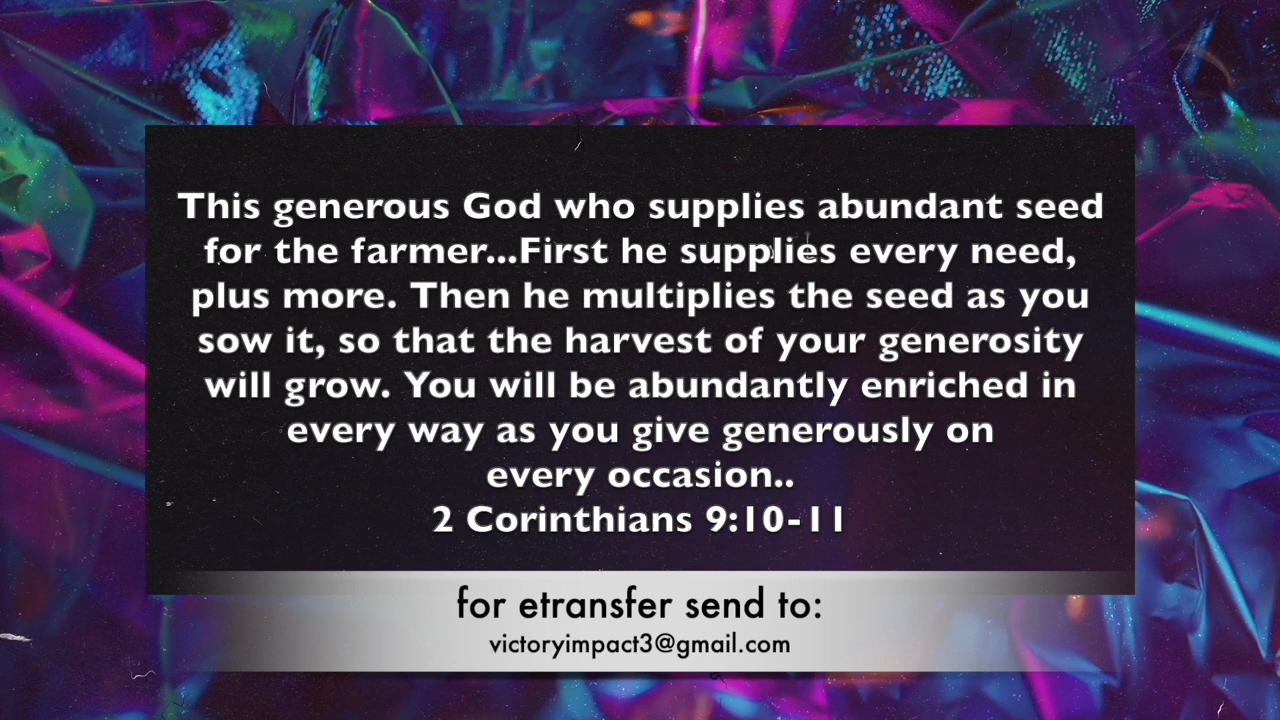 This generous God who supplies abundant seed
for the farmer...First he supplies every need,
plus more. Then he multiplies the seed as you
sow it, so that the harvest of your generosity
will grow. You will be abundantly enriched in
every way as you give generously on
every occasion..
2 Corinthians 9:10-11
for etransfer send to:
victoryimpact3@gmail.com